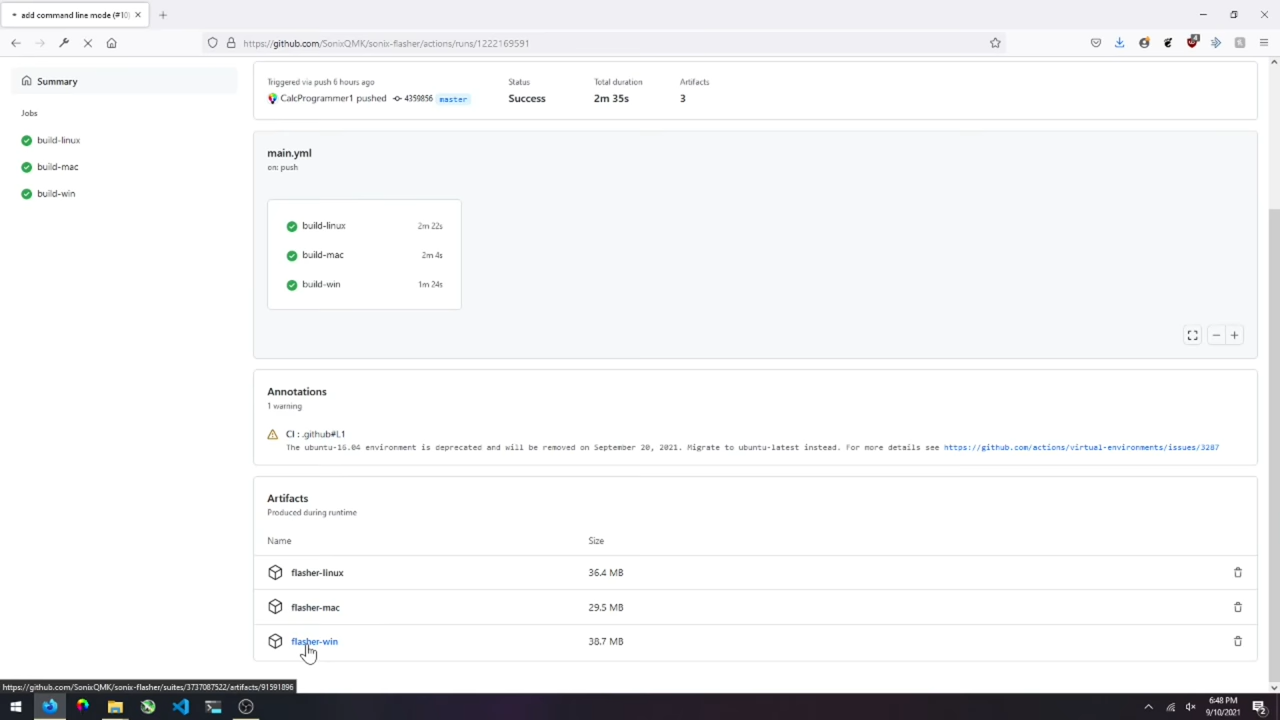 add command line mode (#10)
https://github.com/SonixQMK/sonix-flasher/actions/runs/1222169591
Summary
Jobs
build-linux
build-mac
build-win
Triggered via push 6 hours ago
CalcProgrammer1 pushed 4359856 master
Status
Success
Total duration
2m 35s
Artifacts
3
main.yml
on: push
build-linux 2m 22s
build-mac 2m 4s
build-win 1m 24s
Annotations
1 warning
CI : .github#L1
The ubuntu-16.04 environment is deprecated and will be removed on September 20, 2021. Migrate to ubuntu-latest instead. For more details see https://github.com/actions/virtual-environments/issues/3287
Artifacts
Produced during runtime
Name Size
flasher-linux 36.4 MB
flasher-mac 29.5 MB
flasher-win 38.7 MB
https://github.com/SonixQMK/sonix-flasher/suites/3737087522/artifacts/91591896
6:48 PM
9/10/2021